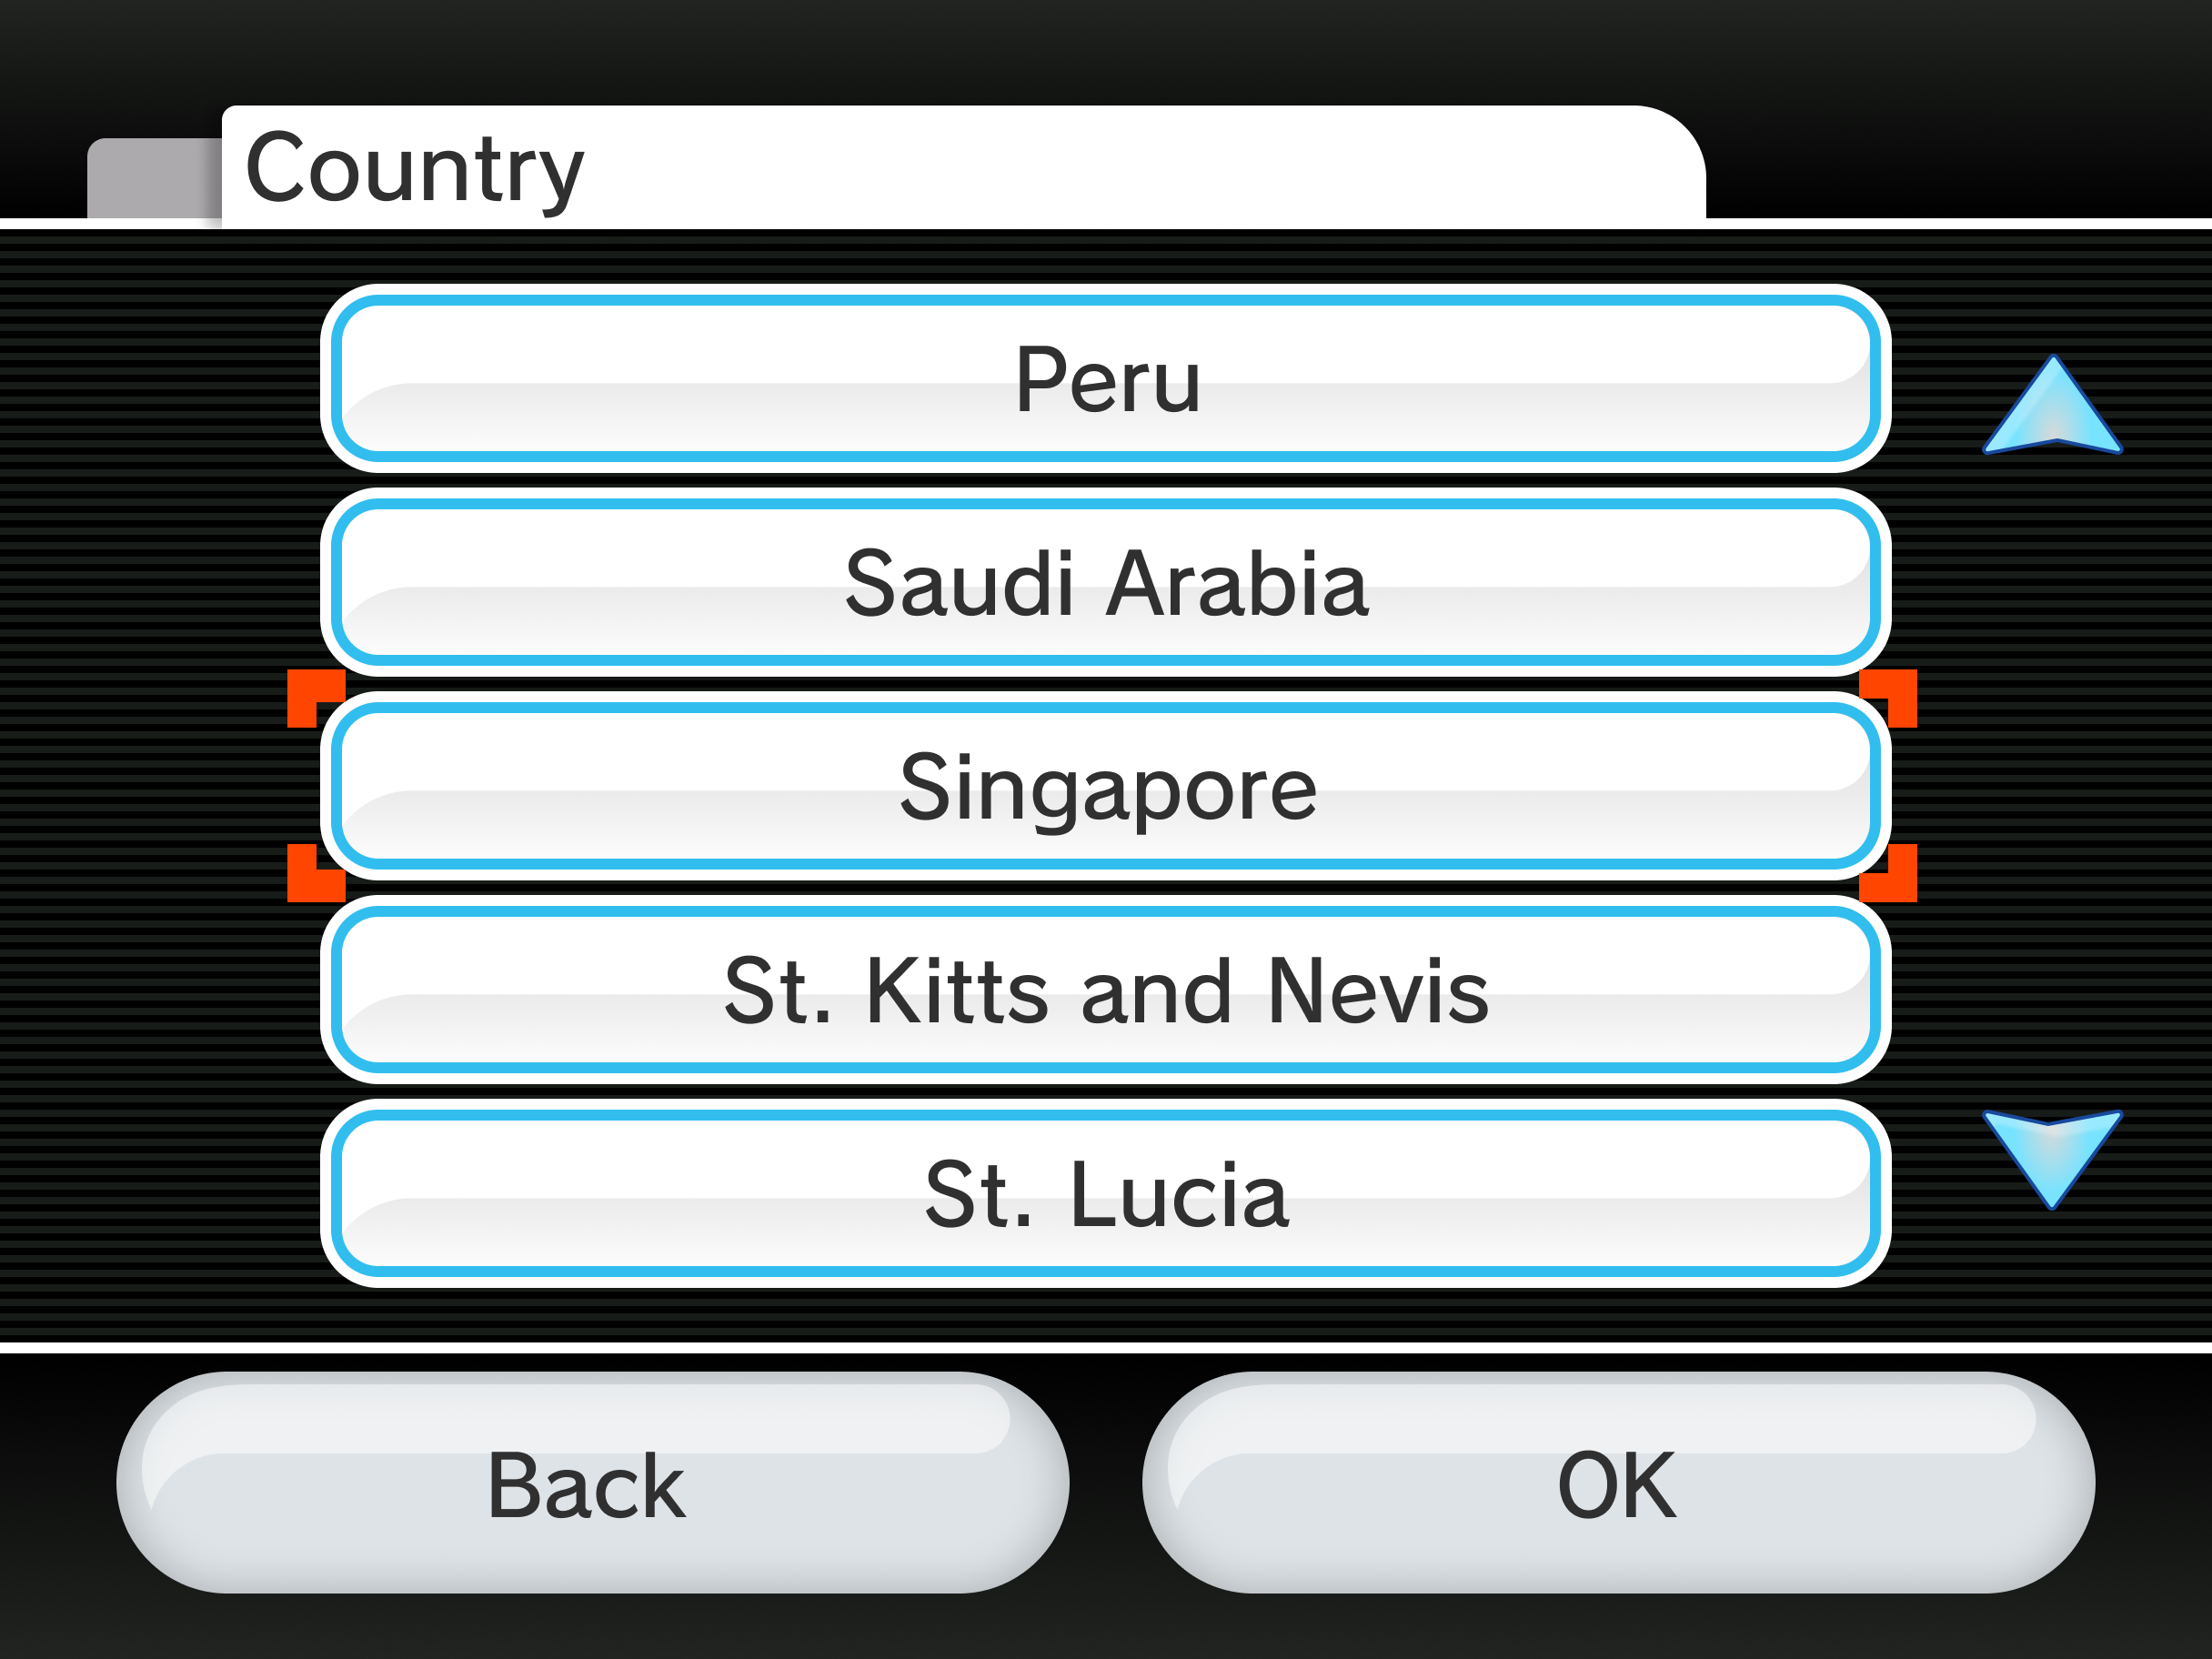 Country
Peru
Saudi Arabia
Singapore
St. Kitts and Nevis
St. Lucia
Back
OK